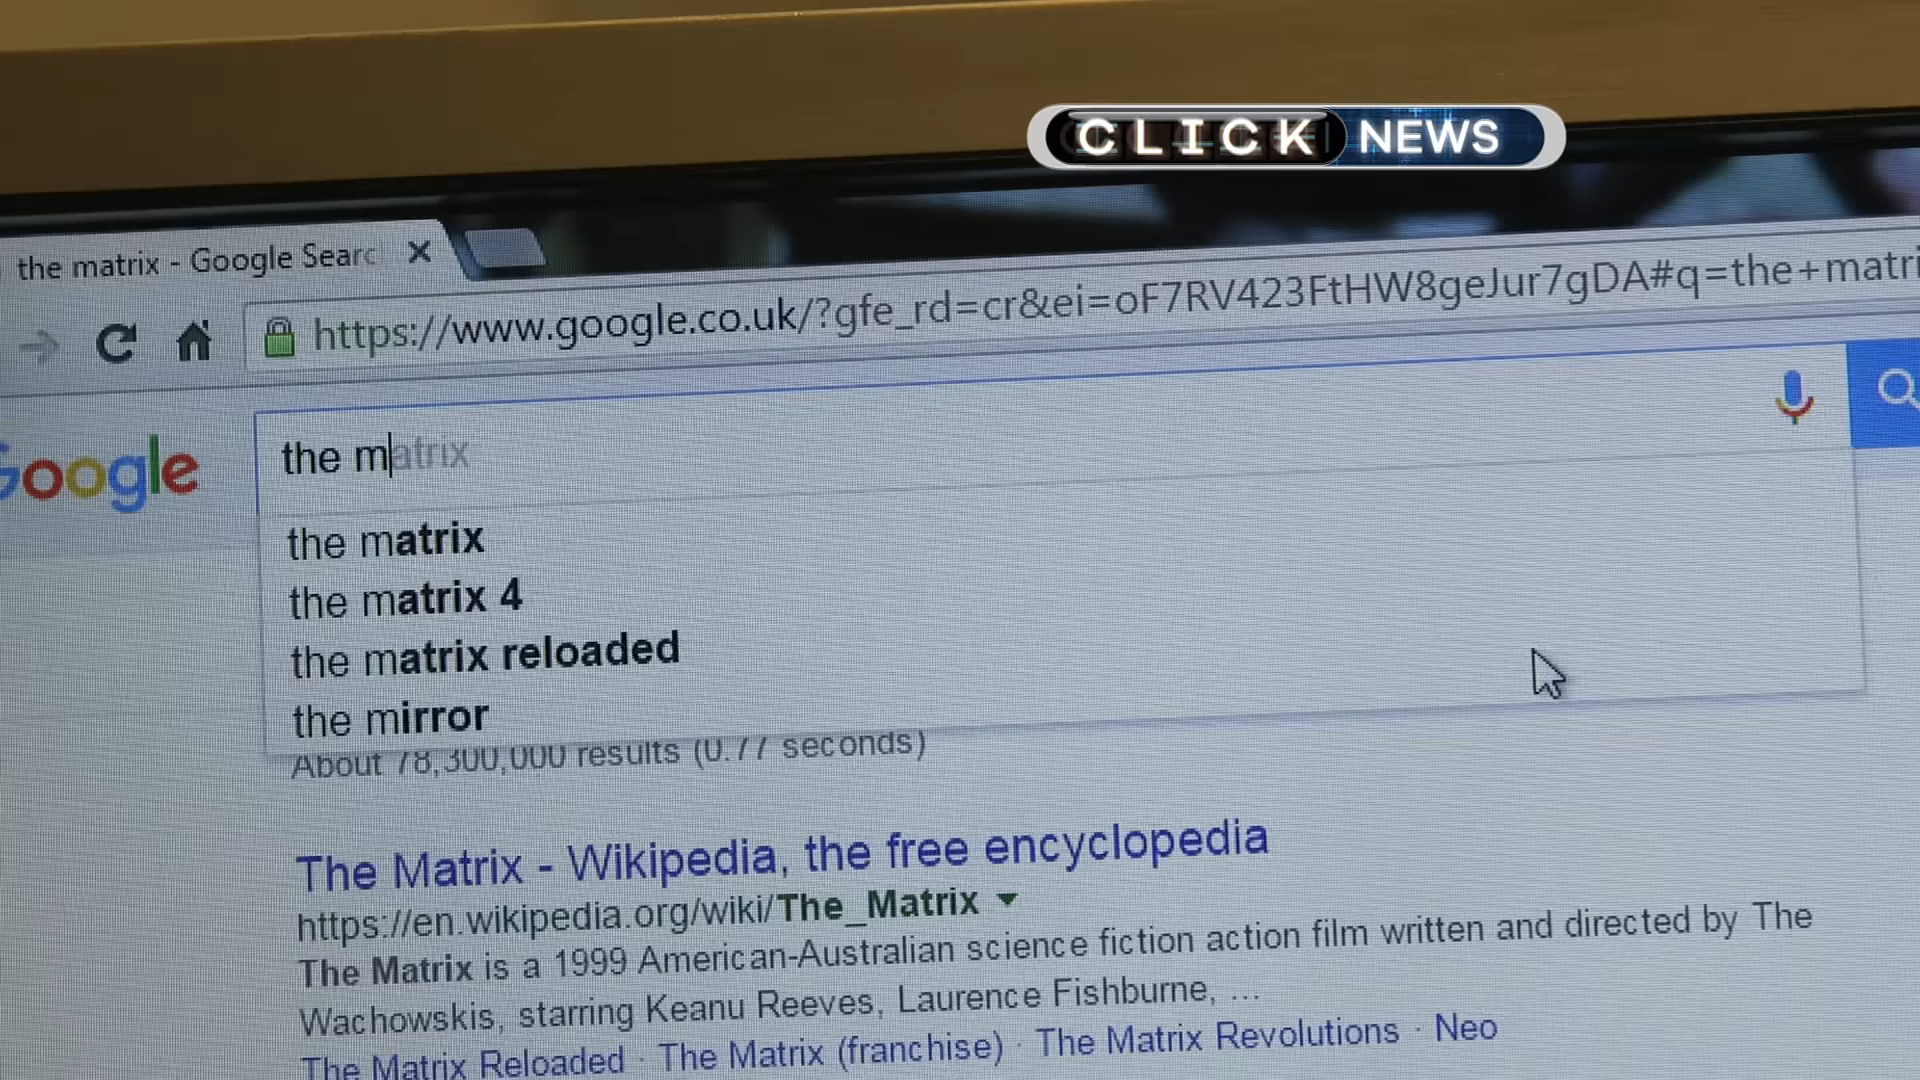 CLICK NEWS
the matrix - Google Searc
https://www.google.co.uk/?gfe_rd=cr&ei=oF7RV423FtHW8geJur7gDA#q=the+matri
Google
the matrix
the matrix
the matrix 4
the matrix reloaded
the mirror
About 78,300,000 results (0.77 seconds)
The Matrix - Wikipedia, the free encyclopedia
https://en.wikipedia.org/wiki/The_Matrix
The Matrix is a 1999 American-Australian science fiction action film written and directed by The
Wachowskis, starring Keanu Reeves, Laurence Fishburne, ...
The Matrix Reloaded · The Matrix (franchise) · The Matrix Revolutions · Neo